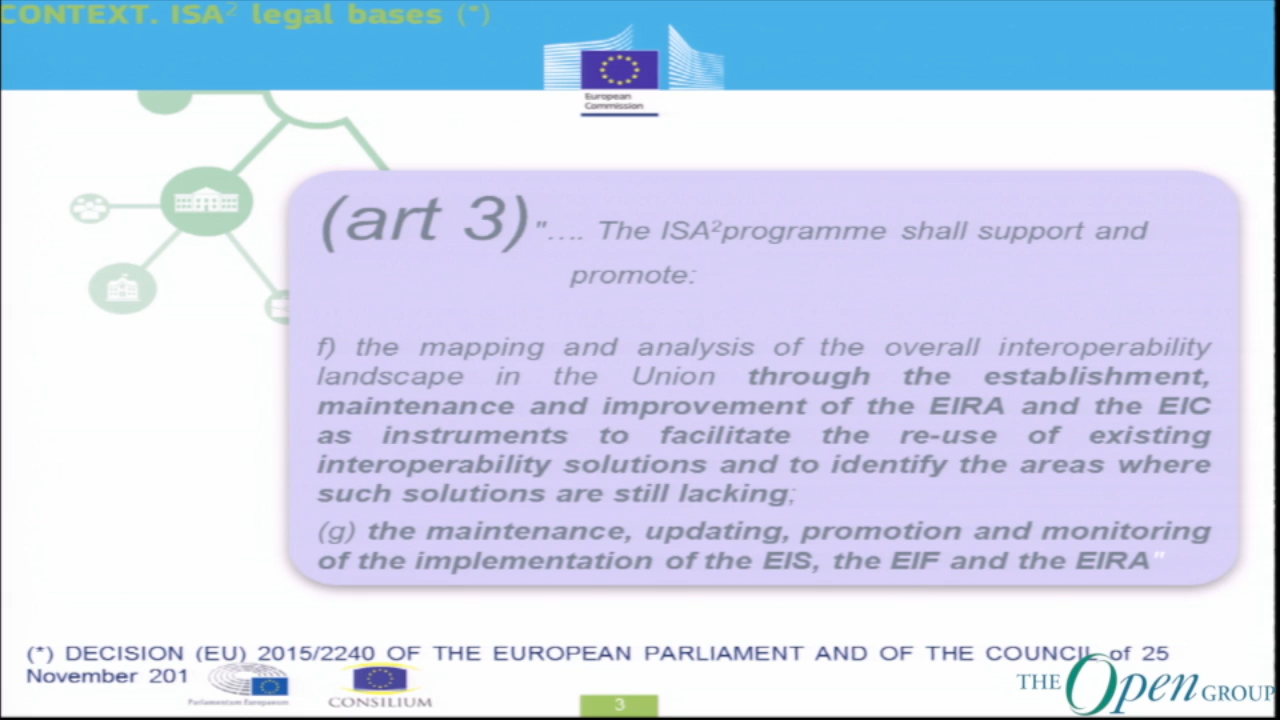 CONTEXT. ISA² legal bases (*)
European
Commission
(art 3) "…. The ISA²programme shall support and
promote:
f) the mapping and analysis of the overall interoperability
landscape in the Union through the establishment,
maintenance and improvement of the EIRA and the EIC
as instruments to facilitate the re-use of existing
interoperability solutions and to identify the areas where
such solutions are still lacking;
(g) the maintenance, updating, promotion and monitoring
of the implementation of the EIS, the EIF and the EIRA"
(*) DECISION (EU) 2015/2240 OF THE EUROPEAN PARLIAMENT AND OF THE COUNCIL of 25
November 201
Parlamentum Europaeum
CONSILIUM
3
THE Open GROUP